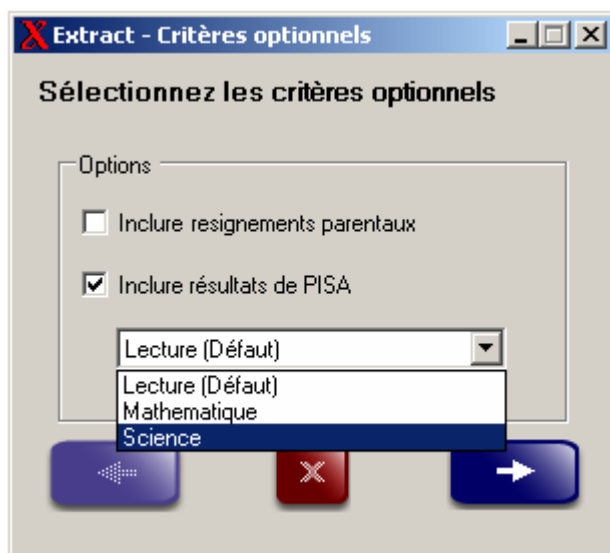 Extract - Critères optionnels
Sélectionnez les critères optionnels
Options
Inclure resignements parentaux
Inclure résultats de PISA
Lecture (Défaut)
Lecture (Défaut)
Mathematique
Science